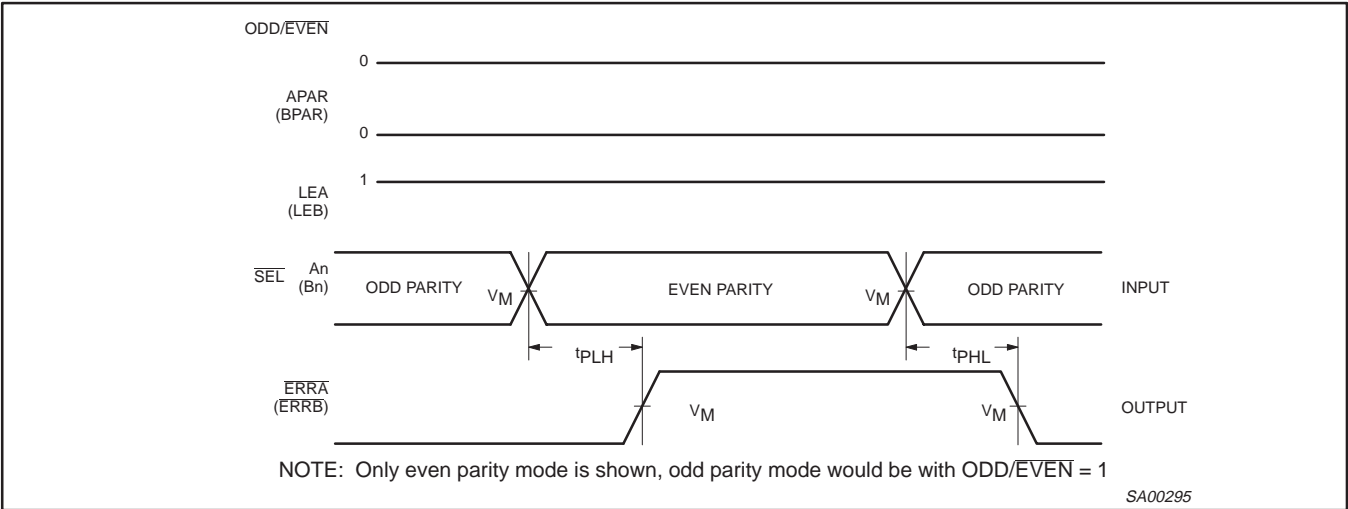 ODD/EVEN
0
APAR
(BPAR)
0
1
LEA
(LEB)
SEL An
(Bn)
ODD PARITY VM EVEN PARITY VM ODD PARITY INPUT
tPLH tPHL
ERRA
(ERRB)
VM VM OUTPUT
NOTE: Only even parity mode is shown, odd parity mode would be with ODD/EVEN = 1
SA00295